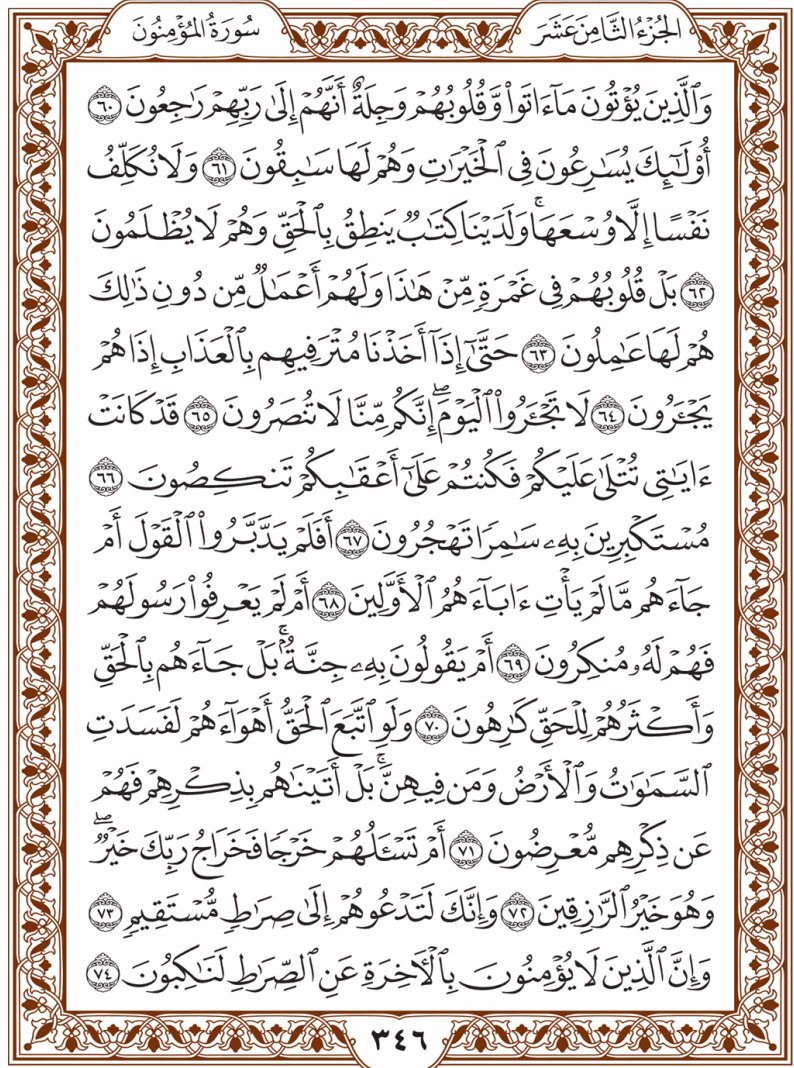 سُورَةُ المُؤْمِنُونَ
الجُزْءُ الثَّامِنَ عَشَرَ
وَٱلَّذِينَ يُؤْتُونَ مَآ ءَاتَوا۟ وَّقُلُوبُهُمْ وَجِلَةٌ أَنَّهُمْ إِلَىٰ رَبِّهِمْ رَٰجِعُونَ ٦٠
أُو۟لَـٰٓئِكَ يُسَـٰرِعُونَ فِى ٱلْخَيْرَٰتِ وَهُمْ لَهَا سَـٰبِقُونَ ٦١ وَلَا نُكَلِّفُ
نَفْسًا إِلَّا وُسْعَهَا ۚ وَلَدَيْنَا كِتَـٰبٌ يَنطِقُ بِٱلْحَقِّ وَهُمْ لَا يُظْلَمُونَ
٦٢ بَلْ قُلُوبُهُمْ فِى غَمْرَةٍ مِّنْ هَـٰذَا وَلَهُمْ أَعْمَـٰلٌ مِّن دُونِ ذَٰلِكَ
هُمْ لَهَا عَـٰمِلُونَ ٦٣ حَتَّىٰٓ إِذَآ أَخَذْنَا مُتْرَفِيهِم بِٱلْعَذَابِ إِذَا هُمْ
يَجْـَٔرُونَ ٦٤ لَا تَجْـَٔرُوا۟ ٱلْيَوْمَ ۖ إِنَّكُم مِّنَّا لَا تُنصَرُونَ ٦٥ قَدْ كَانَتْ
ءَايَـٰتِى تُتْلَىٰ عَلَيْكُمْ فَكُنتُمْ عَلَىٰٓ أَعْقَـٰبِكُمْ تَنكِصُونَ ٦٦
مُسْتَكْبِرِينَ بِهِۦ سَـٰمِرًا تَهْجُرُونَ ٦٧ أَفَلَمْ يَدَّبَّرُوا۟ ٱلْقَوْلَ أَمْ
جَآءَهُم مَّا لَمْ يَأْتِ ءَابَآءَهُمُ ٱلْأَوَّلِينَ ٦٨ أَمْ لَمْ يَعْرِفُوا۟ رَسُولَهُمْ
فَهُمْ لَهُۥ مُنكِرُونَ ٦٩ أَمْ يَقُولُونَ بِهِۦ جِنَّةٌۢ ۚ بَلْ جَآءَهُم بِٱلْحَقِّ
وَأَكْثَرُهُمْ لِلْحَقِّ كَـٰرِهُونَ ٧٠ وَلَوِ ٱتَّبَعَ ٱلْحَقُّ أَهْوَآءَهُمْ لَفَسَدَتِ
ٱلسَّمَـٰوَٰتُ وَٱلْأَرْضُ وَمَن فِيهِنَّ ۚ بَلْ أَتَيْنَـٰهُم بِذِكْرِهِمْ فَهُمْ
عَن ذِكْرِهِم مُّعْرِضُونَ ٧١ أَمْ تَسْـَٔلُهُمْ خَرْجًا فَخَرَاجُ رَبِّكَ خَيْرٌ ۖ
وَهُوَ خَيْرُ ٱلرَّٰزِقِينَ ٧٢ وَإِنَّكَ لَتَدْعُوهُمْ إِلَىٰ صِرَٰطٍ مُّسْتَقِيمٍ ٧٣
وَإِنَّ ٱلَّذِينَ لَا يُؤْمِنُونَ بِٱلْـَٔاخِرَةِ عَنِ ٱلصِّرَٰطِ لَنَـٰكِبُونَ ٧٤
٣٤٦